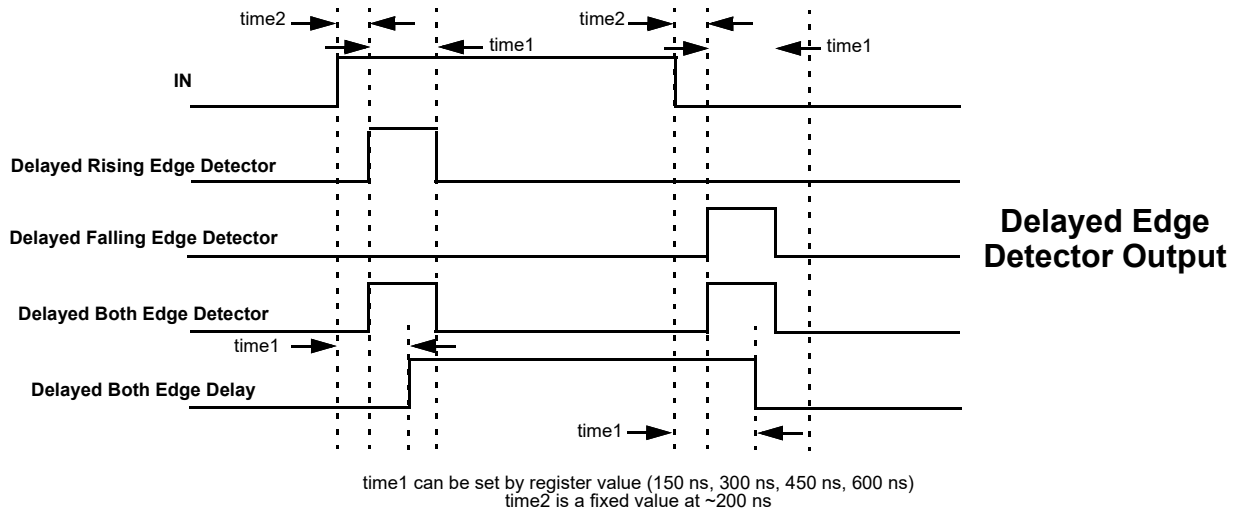 time2
time2
time1
time1
IN
Delayed Rising Edge Detector
Delayed Edge
Detector Output
Delayed Falling Edge Detector
Delayed Both Edge Detector
time1
Delayed Both Edge Delay
time1
time1 can be set by register value (150 ns, 300 ns, 450 ns, 600 ns)
time2 is a fixed value at ~200 ns